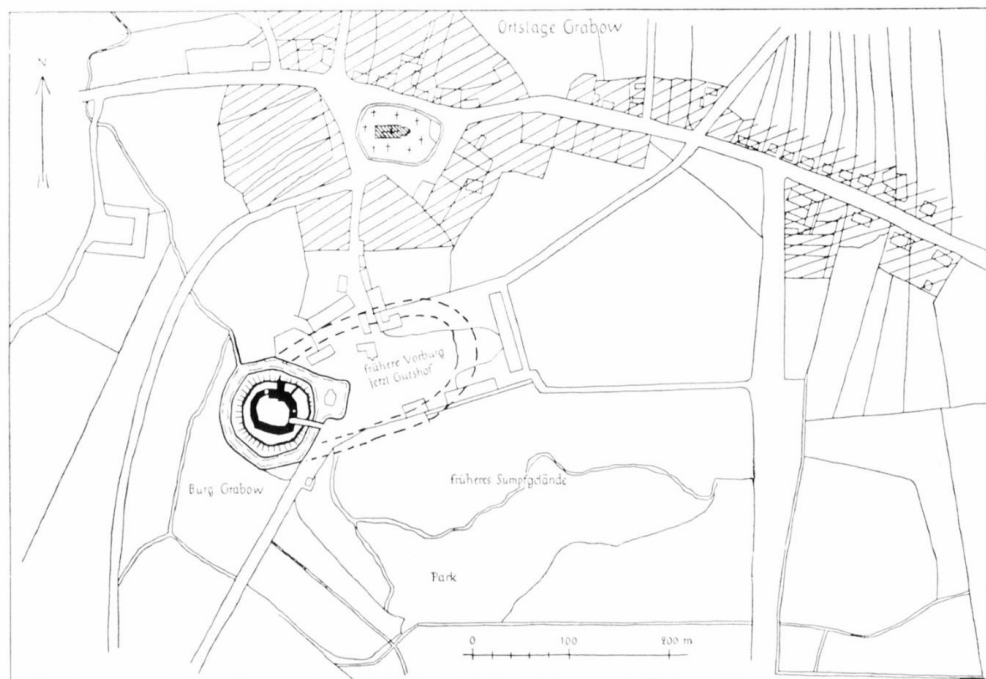 Ortslage Grabow
N
frühere Vorburg
jetzt Gutshof
Burg Grabow
früheres Sumpfgelände
Park
0 100 200 m